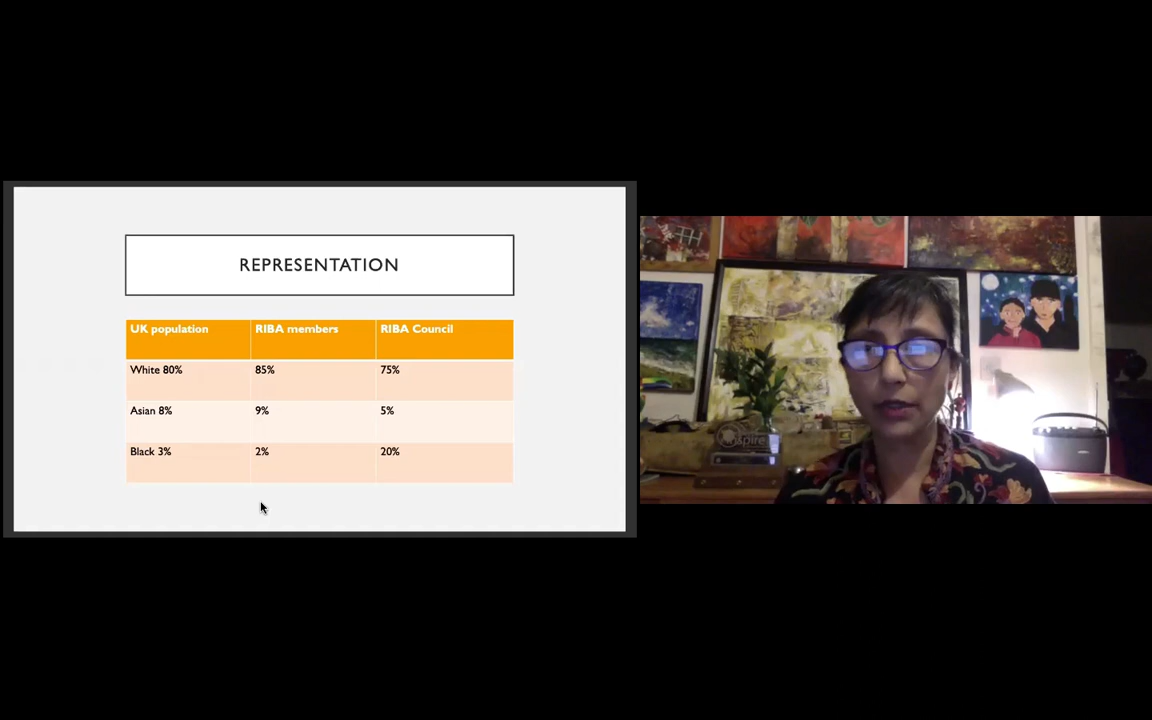 REPRESENTATION
UK population RIBA members RIBA Council
White 80% 85% 75%
Asian 8% 9% 5%
Black 3% 2% 20%
inspire